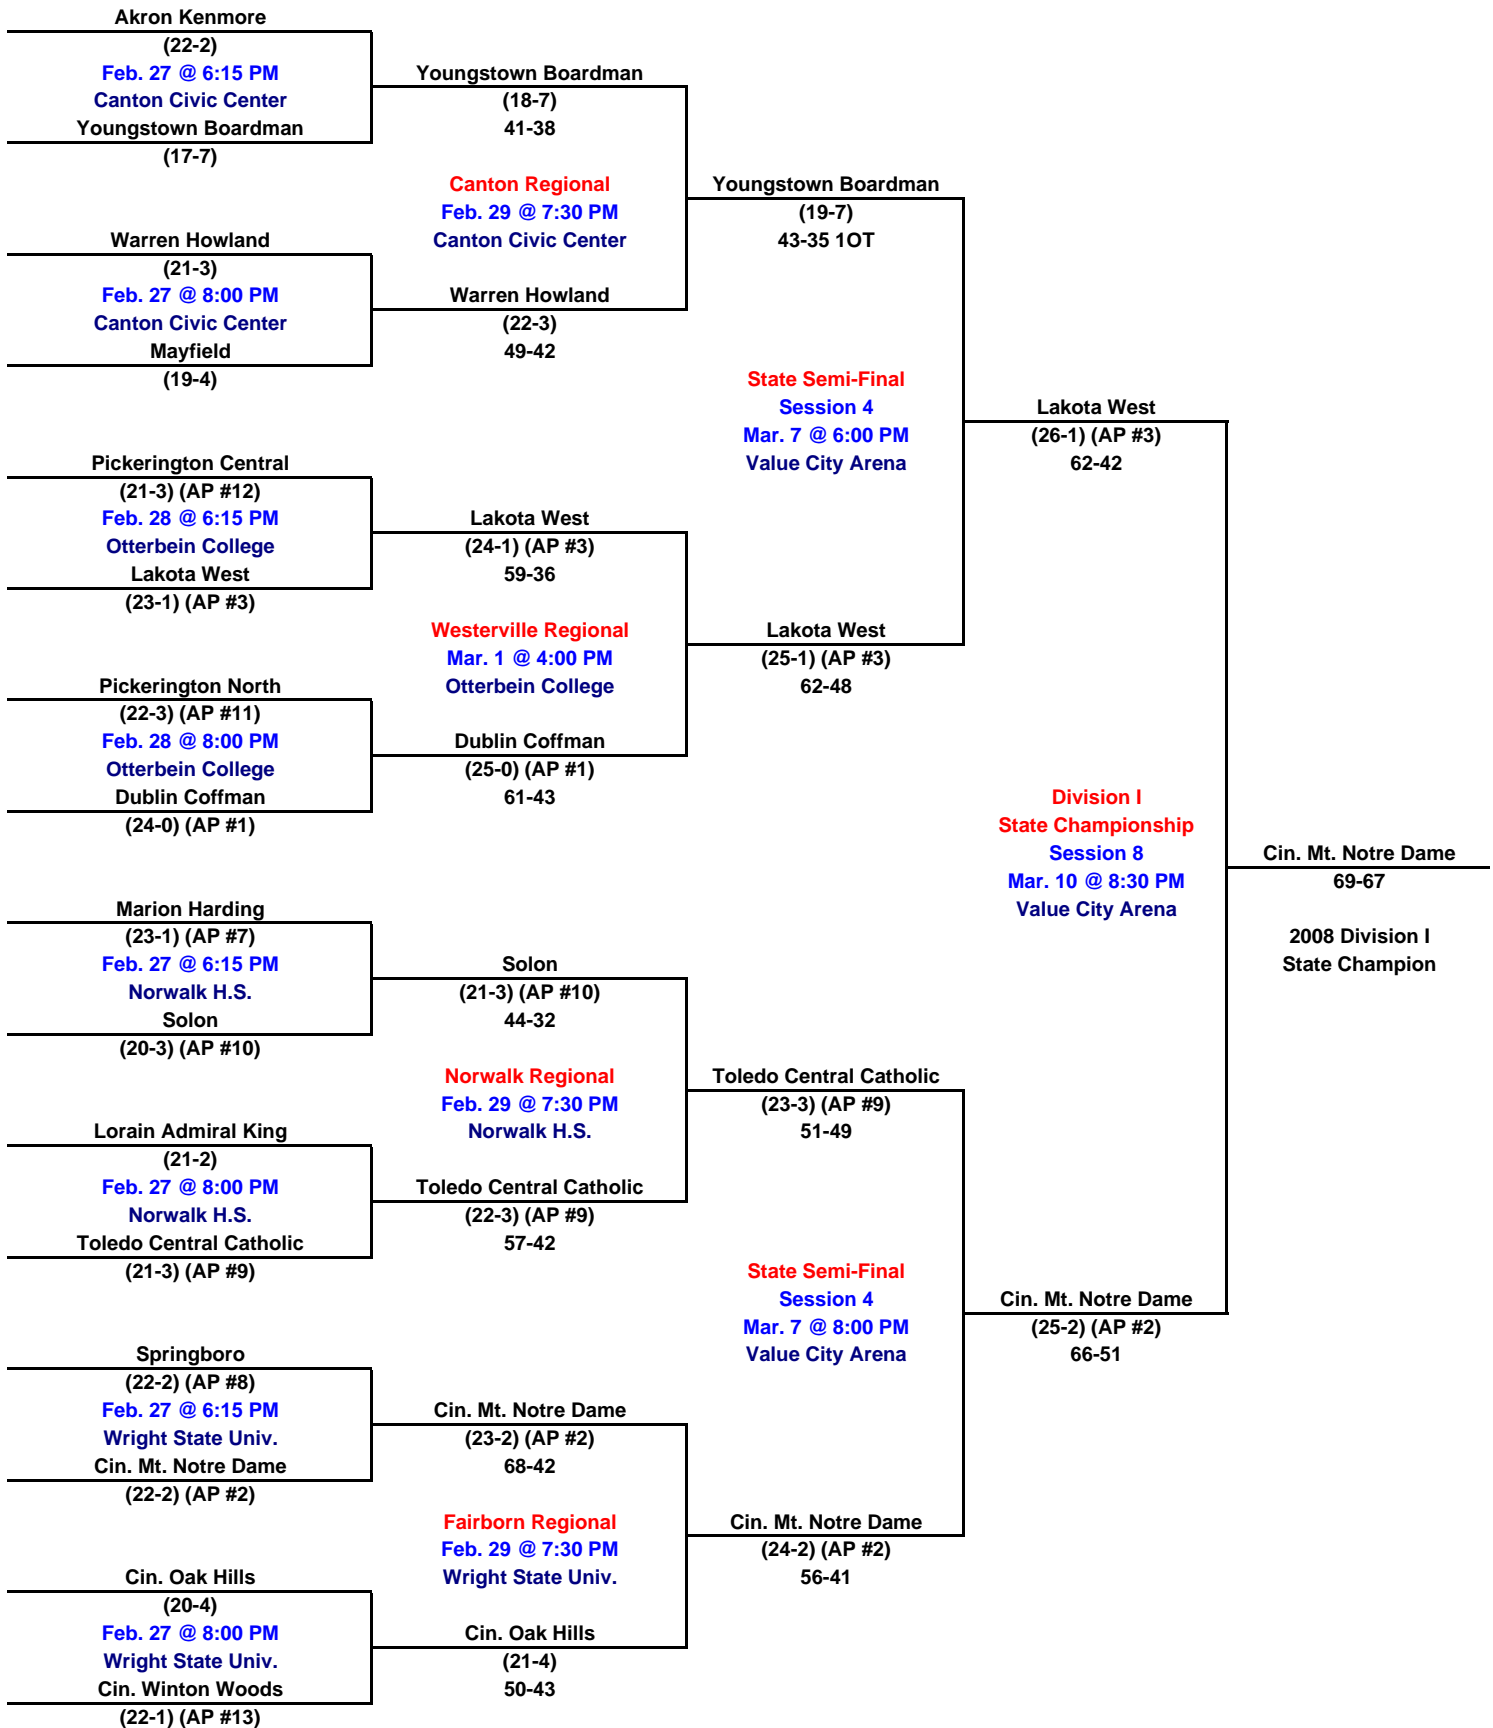 Akron Kenmore
(22-2)
Feb. 27 @ 6:15 PM
Canton Civic Center
Youngstown Boardman
(17-7)
Warren Howland
(21-3)
Feb. 27 @ 8:00 PM
Canton Civic Center
Mayfield
(19-4)
Pickerington Central
(21-3) (AP #12)
Feb. 28 @ 6:15 PM
Otterbein College
Lakota West
(23-1) (AP #3)
Pickerington North
(22-3) (AP #11)
Feb. 28 @ 8:00 PM
Otterbein College
Dublin Coffman
(24-0) (AP #1)
Marion Harding
(23-1) (AP #7)
Feb. 27 @ 6:15 PM
Norwalk H.S.
Solon
(20-3) (AP #10)
Lorain Admiral King
(21-2)
Feb. 27 @ 8:00 PM
Norwalk H.S.
Toledo Central Catholic
(21-3) (AP #9)
Springboro
(22-2) (AP #8)
Feb. 27 @ 6:15 PM
Wright State Univ.
Cin. Mt. Notre Dame
(22-2) (AP #2)
Cin. Oak Hills
(20-4)
Feb. 27 @ 8:00 PM
Wright State Univ.
Cin. Winton Woods
(22-1) (AP #13)
Youngstown Boardman
(18-7)
41-38
Canton Regional
Feb. 29 @ 7:30 PM
Canton Civic Center
Warren Howland
(22-3)
49-42
Lakota West
(24-1) (AP #3)
59-36
Westerville Regional
Mar. 1 @ 4:00 PM
Otterbein College
Dublin Coffman
(25-0) (AP #1)
61-43
Solon
(21-3) (AP #10)
44-32
Norwalk Regional
Feb. 29 @ 7:30 PM
Norwalk H.S.
Toledo Central Catholic
(22-3) (AP #9)
57-42
Cin. Mt. Notre Dame
(23-2) (AP #2)
68-42
Fairborn Regional
Feb. 29 @ 7:30 PM
Wright State Univ.
Cin. Oak Hills
(21-4)
50-43
Youngstown Boardman
(19-7)
43-35 1OT
State Semi-Final
Session 4
Mar. 7 @ 6:00 PM
Value City Arena
Lakota West
(25-1) (AP #3)
62-48
Toledo Central Catholic
(23-3) (AP #9)
51-49
State Semi-Final
Session 4
Mar. 7 @ 8:00 PM
Value City Arena
Cin. Mt. Notre Dame
(24-2) (AP #2)
56-41
Lakota West
(26-1) (AP #3)
62-42
Division I
State Championship
Session 8
Mar. 10 @ 8:30 PM
Value City Arena
Cin. Mt. Notre Dame
(25-2) (AP #2)
66-51
Cin. Mt. Notre Dame
69-67
2008 Division I
State Champion